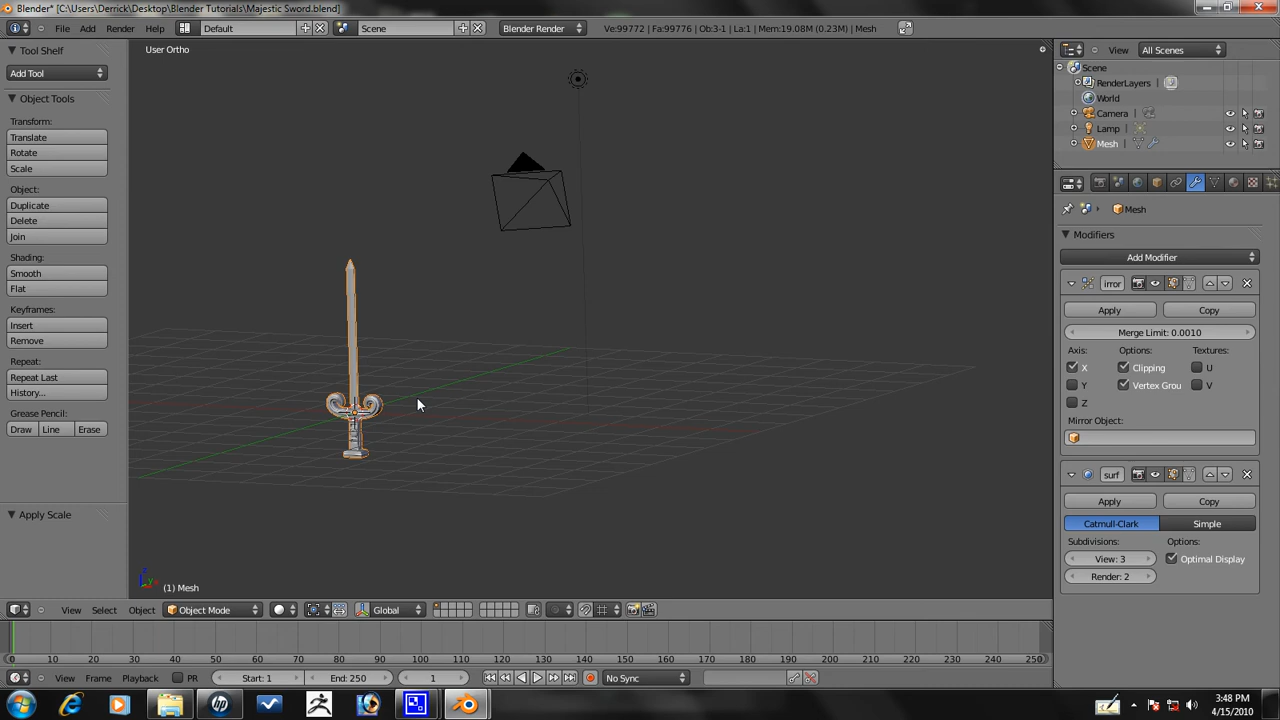 Blender* [C:\Users\Derrick\Desktop\Blender Tutorials\Majestic Sword.blend]
File Add Render Help Default Scene Blender Render Ve:99772 | Fa:99776 | Ob:3-1 | La:1 | Mem:19.08M (0.23M) | Mesh
Tool Shelf
Add Tool
Object Tools
Transform:
Translate
Rotate
Scale
Object:
Duplicate
Delete
Join
Shading:
Smooth
Flat
Keyframes:
Insert
Remove
Repeat:
Repeat Last
History...
Grease Pencil:
Draw Line Erase
Apply Scale
User Ortho
z
y
(1) Mesh
View Select Object Object Mode Global
View All Scenes
Scene
RenderLayers
World
Camera
Lamp
Mesh
Mesh
Modifiers
Add Modifier
irror
Apply Copy
Merge Limit: 0.0010
Axis: Options: Textures:
X Clipping U
Y Vertex Grou V
Z
Mirror Object:
surf
Apply Copy
Catmull-Clark Simple
Subdivisions: Options:
View: 3 Optimal Display
Render: 2
0 10 20 30 40 50 60 70 80 90 100 110 120 130 140 150 160 170 180 190 200 210 220 230 240 250
View Frame Playback PR Start: 1 End: 250 1 No Sync
3:48 PM
4/15/2010